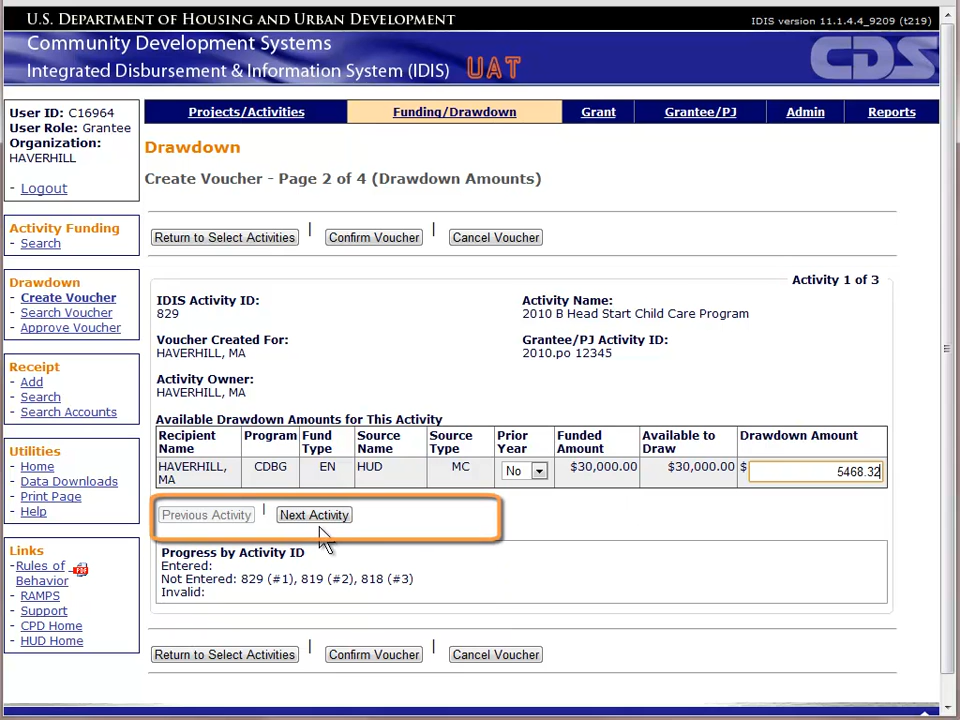 U.S. DEPARTMENT OF HOUSING AND URBAN DEVELOPMENT
IDIS version 11.1.4.4_9209 (t219)
Community Development Systems
Integrated Disbursement & Information System (IDIS) UAT
CDS
User ID: C16964
User Role: Grantee
Organization:
HAVERHILL
- Logout
Projects/Activities Funding/Drawdown Grant Grantee/PJ Admin Reports
Activity Funding
- Search
Drawdown
- Create Voucher
- Search Voucher
- Approve Voucher
Receipt
- Add
- Search
- Search Accounts
Utilities
- Home
- Data Downloads
- Print Page
- Help
Links
- Rules of
Behavior
- RAMPS
- Support
- CPD Home
- HUD Home
Drawdown
Create Voucher - Page 2 of 4 (Drawdown Amounts)
Return to Select Activities | Confirm Voucher | Cancel Voucher
Activity 1 of 3
IDIS Activity ID:
829
Activity Name:
2010 B Head Start Child Care Program
Voucher Created For:
HAVERHILL, MA
Grantee/PJ Activity ID:
2010.po 12345
Activity Owner:
HAVERHILL, MA
Available Drawdown Amounts for This Activity
Recipient Name Program Fund Type Source Name Source Type Prior Year Funded Amount Available to Draw Drawdown Amount
HAVERHILL, MA CDBG EN HUD MC No $30,000.00 $30,000.00 $ 5468.32
Previous Activity | Next Activity
Progress by Activity ID
Entered:
Not Entered: 829 (#1), 819 (#2), 818 (#3)
Invalid:
Return to Select Activities | Confirm Voucher | Cancel Voucher